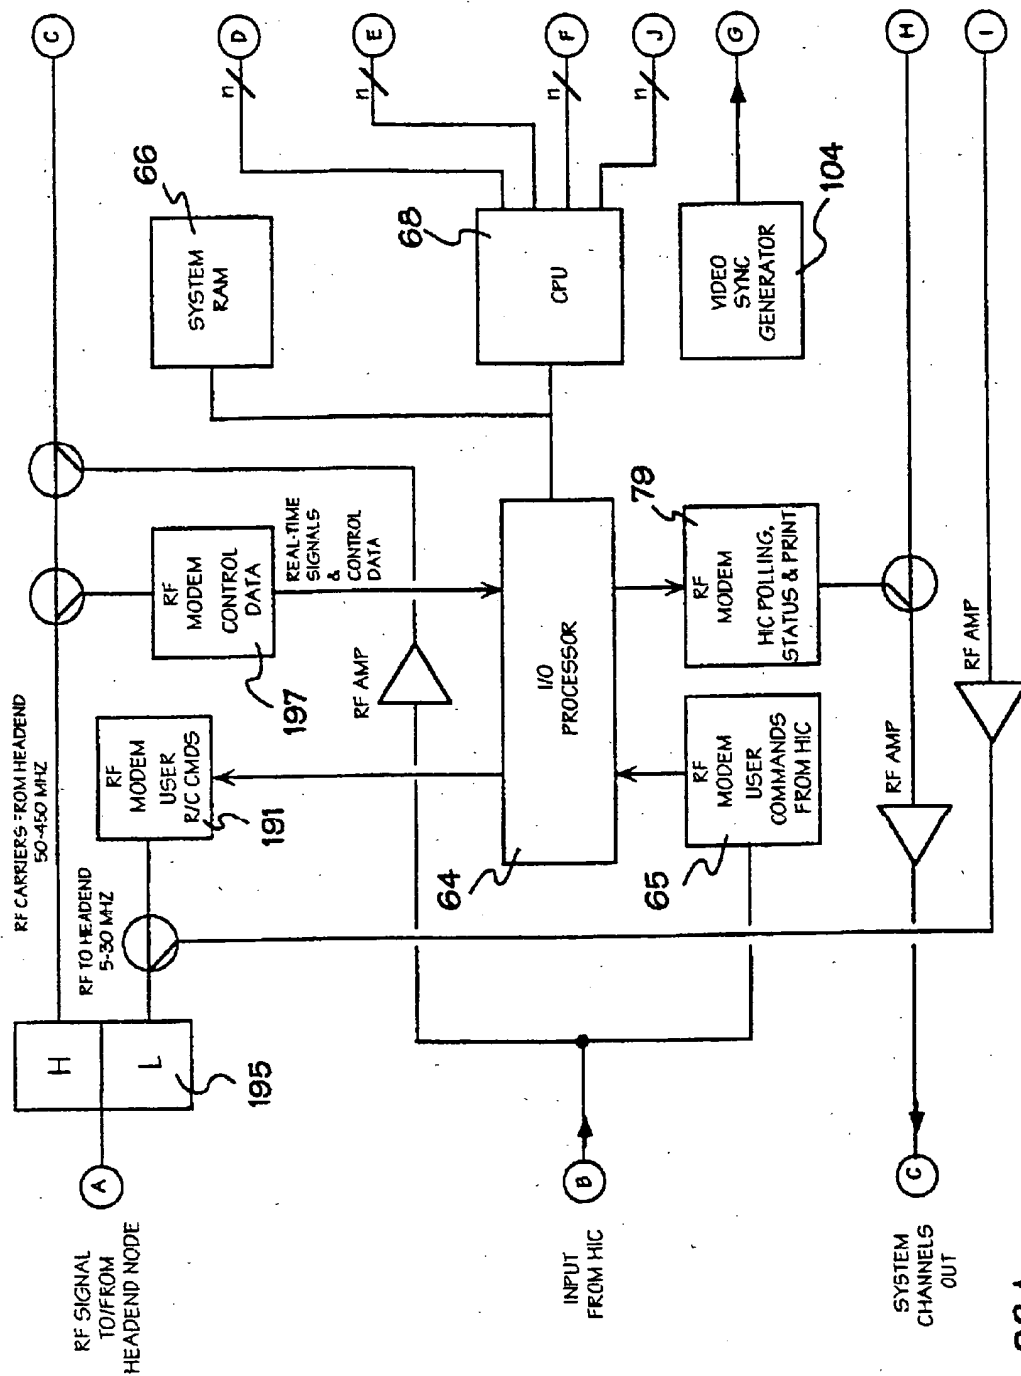 C
D
E
F
J
G
H
I
n
n
n
n
66
SYSTEM
RAM
68
CPU
VIDEO
SYNC
GENERATOR
104
RF CARRIERS FROM HEADEND
50-450 MHZ
RF TO HEADEND
5-30 MHZ
RF
MODEM
CONTROL
DATA
197
REAL-TIME
SIGNALS
&
CONTROL
DATA
RF
MODEM
USER
R/C CMDS
191
RF AMP
I/O
PROCESSOR
64
79
RF
MODEM
HIC POLLING,
STATUS & PRINT
RF
MODEM
USER
COMMANDS
FROM HIC
65
RF AMP
RF AMP
H
L
195
A
RF SIGNAL
TO/FROM
HEADEND NODE
B
INPUT
FROM HIC
C
SYSTEM
CHANNELS
OUT